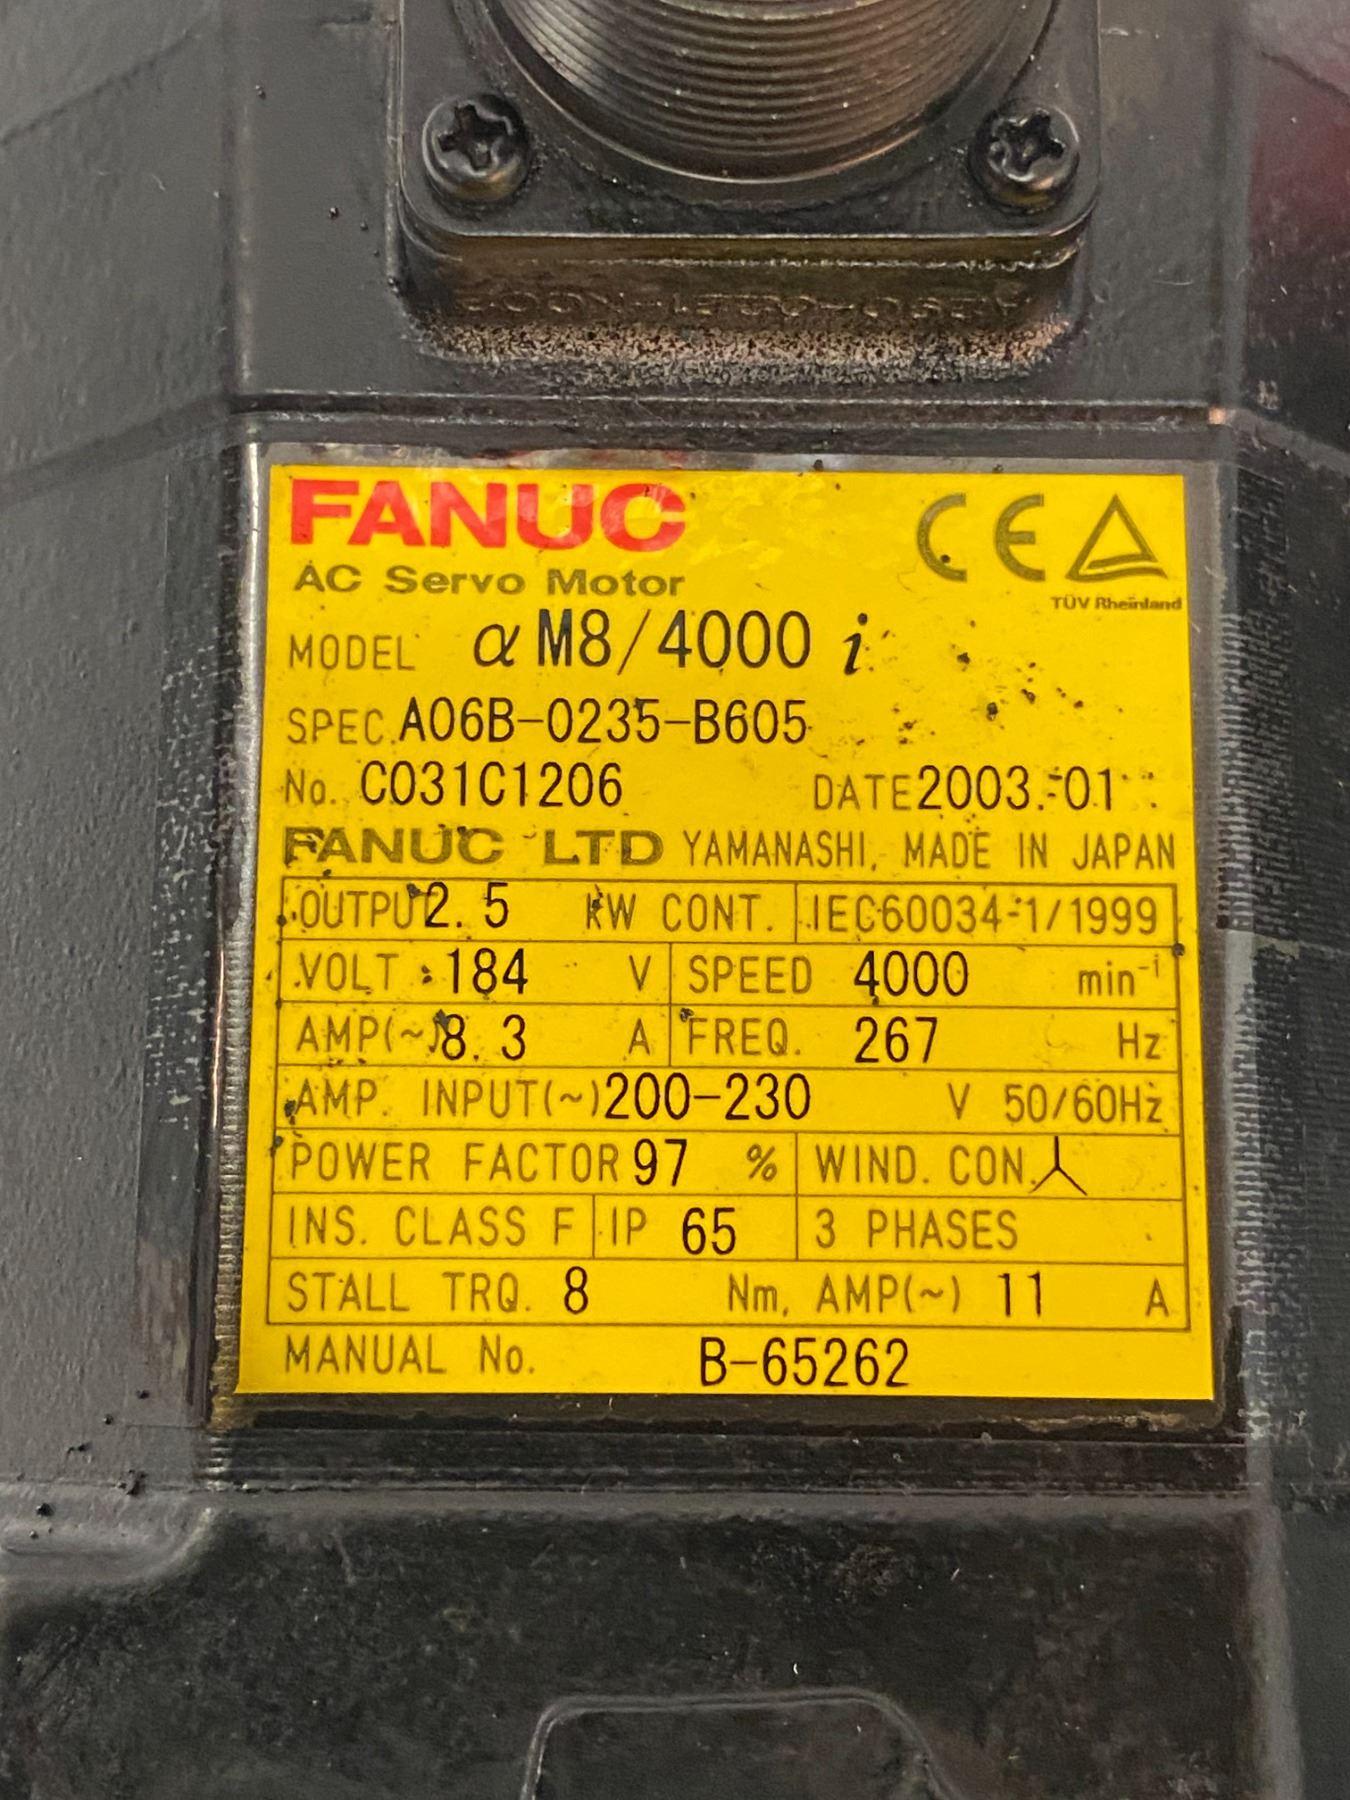 FANUC
CE
AC Servo Motor
TÜV Rheinland
MODEL α M8/4000 i
SPEC. A06B-0235-B605
No. C031C1206 DATE 2003.-01
FANUC LTD YAMANASHI, MADE IN JAPAN
OUTPUT 2.5 kW CONT. IEC60034-1/1999
VOLT 184 V SPEED 4000 min⁻¹
AMP(~) 8.3 A FREQ. 267 Hz
AMP. INPUT(~) 200-230 V 50/60Hz
POWER FACTOR 97 % WIND. CON.
INS. CLASS F IP 65 3 PHASES
STALL TRQ. 8 Nm, AMP(~) 11 A
MANUAL No. B-65262